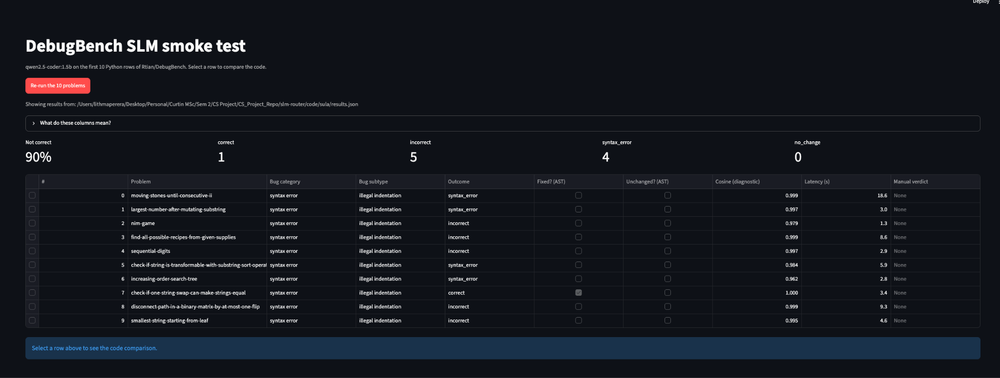 Deploy
DebugBench SLM smoke test
qwen2.5-coder:1.5b on the first 10 Python rows of Rtian/DebugBench. Select a row to compare the code.
Re-run the 10 problems
Showing results from: /Users/lithmaperera/Desktop/Personal/Curtin MSc/Sem 2/CS Project/CS_Project_Repo/slm-router/code/sula/results.json
What do these columns mean?
Not correct correct incorrect syntax_error no_change
90% 1 5 4 0
# Problem Bug category Bug subtype Outcome Fixed? (AST) Unchanged? (AST) Cosine (diagnostic) Latency (s) Manual verdict
0 moving-stones-until-consecutive-ii syntax error illegal indentation syntax_error 0.999 18.6 None
1 largest-number-after-mutating-substring syntax error illegal indentation syntax_error 0.997 3.0 None
2 nim-game syntax error illegal indentation incorrect 0.979 1.3 None
3 find-all-possible-recipes-from-given-supplies syntax error illegal indentation incorrect 0.999 8.6 None
4 sequential-digits syntax error illegal indentation incorrect 0.997 2.9 None
5 check-if-string-is-transformable-with-substring-sort-operat syntax error illegal indentation syntax_error 0.984 5.9 None
6 increasing-order-search-tree syntax error illegal indentation syntax_error 0.962 2.8 None
7 check-if-one-string-swap-can-make-strings-equal syntax error illegal indentation correct 1.000 3.4 None
8 disconnect-path-in-a-binary-matrix-by-at-most-one-flip syntax error illegal indentation incorrect 0.999 9.3 None
9 smallest-string-starting-from-leaf syntax error illegal indentation incorrect 0.995 4.6 None
Select a row above to see the code comparison.